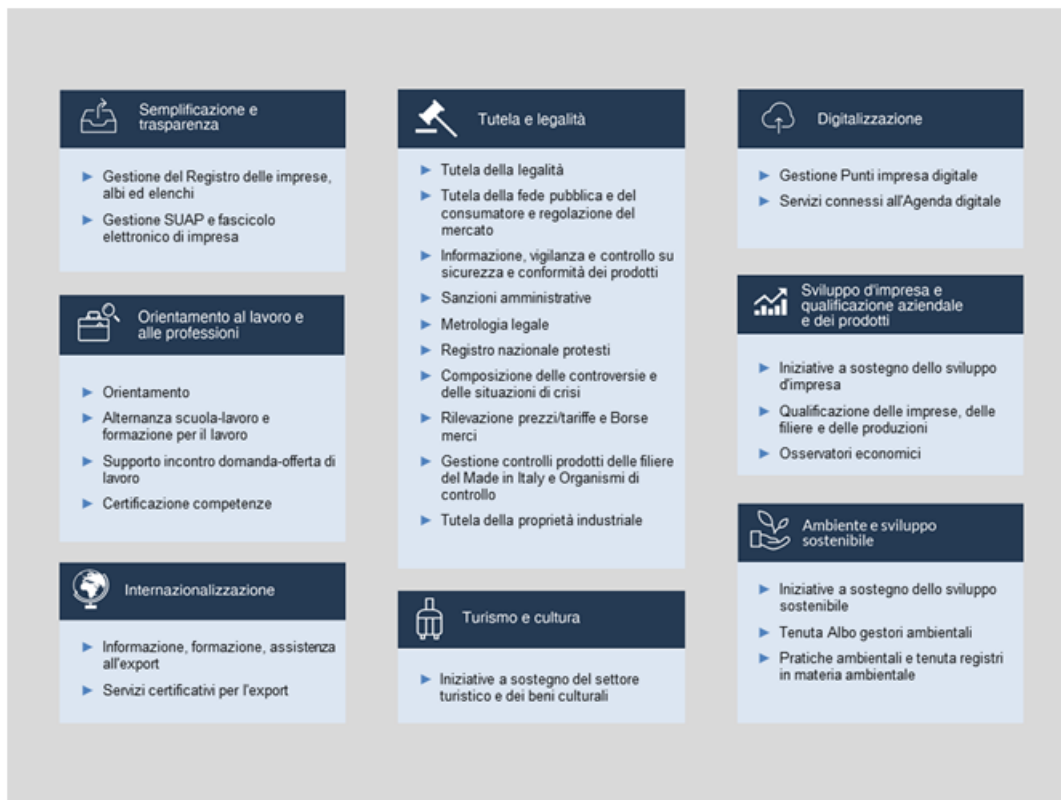 Semplificazione e
trasparenza
Gestione del Registro delle imprese,
albi ed elenchi
Gestione SUAP e fascicolo
elettronico di impresa
Orientamento al lavoro e
alle professioni
Orientamento
Alternanza scuola-lavoro e
formazione per il lavoro
Supporto incontro domanda-offerta di
lavoro
Certificazione competenze
Internazionalizzazione
Informazione, formazione, assistenza
all'export
Servizi certificativi per l'export
Tutela e legalità
Tutela della legalità
Tutela della fede pubblica e del
consumatore e regolazione del
mercato
Informazione, vigilanza e controllo su
sicurezza e conformità dei prodotti
Sanzioni amministrative
Metrologia legale
Registro nazionale protesti
Composizione delle controversie e
delle situazioni di crisi
Rilevazione prezzi/tariffe e Borse
merci
Gestione controlli prodotti delle filiere
del Made in Italy e Organismi di
controllo
Tutela della proprietà industriale
Turismo e cultura
Iniziative a sostegno del settore
turistico e dei beni culturali
Digitalizzazione
Gestione Punti impresa digitale
Servizi connessi all'Agenda digitale
Sviluppo d'impresa e
qualificazione aziendale
e dei prodotti
Iniziative a sostegno dello sviluppo
d'impresa
Qualificazione delle imprese, delle
filiere e delle produzioni
Osservatori economici
Ambiente e sviluppo
sostenibile
Iniziative a sostegno dello sviluppo
sostenibile
Tenuta Albo gestori ambientali
Pratiche ambientali e tenuta registri
in materia ambientale